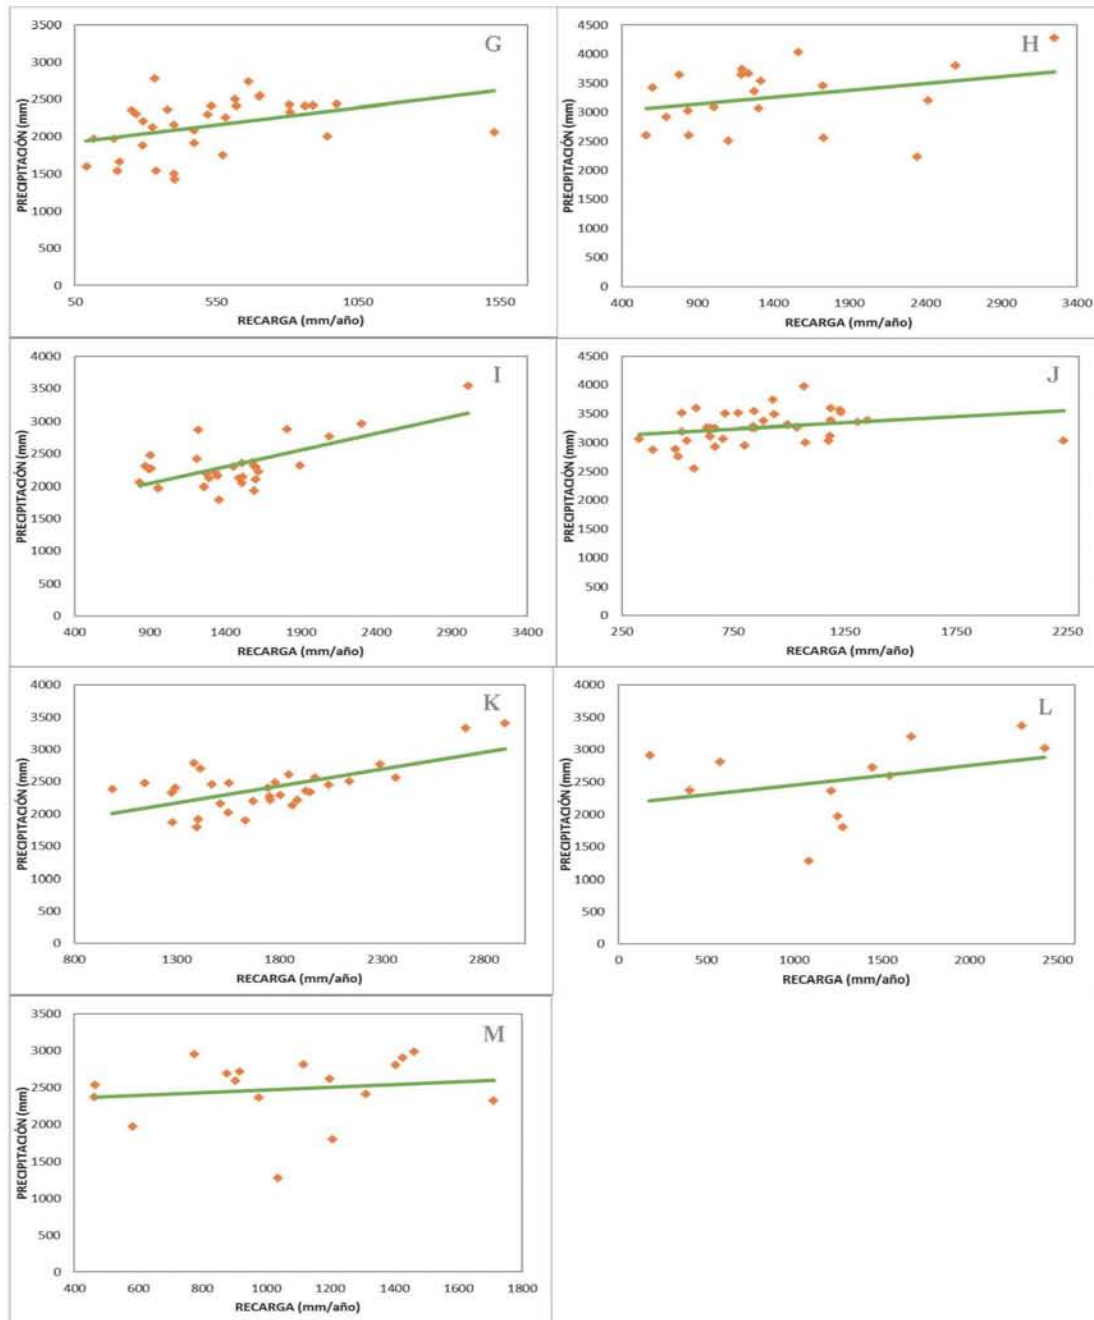 G
PRECIPITACIÓN (mm)
3500
3000
2500
2000
1500
1000
500
0
50 550 1050 1550
RECARGA (mm/año)
H
PRECIPITACIÓN (mm)
4500
4000
3500
3000
2500
2000
1500
1000
500
0
400 900 1400 1900 2400 2900 3400
RECARGA (mm/año)
I
PRECIPITACIÓN (mm)
4000
3500
3000
2500
2000
1500
1000
500
0
400 900 1400 1900 2400 2900 3400
RECARGA (mm/año)
J
PRECIPITACIÓN (mm)
4500
4000
3500
3000
2500
2000
1500
1000
500
0
250 750 1250 1750 2250
RECARGA (mm/año)
K
PRECIPITACIÓN (mm)
4000
3500
3000
2500
2000
1500
1000
500
0
800 1300 1800 2300 2800
RECARGA (mm/año)
L
PRECIPITACIÓN (mm)
4000
3500
3000
2500
2000
1500
1000
500
0
0 500 1000 1500 2000 2500
RECARGA (mm/año)
M
PRECIPITACIÓN (mm)
3500
3000
2500
2000
1500
1000
500
0
400 600 800 1000 1200 1400 1600 1800
RECARGA (mm/año)